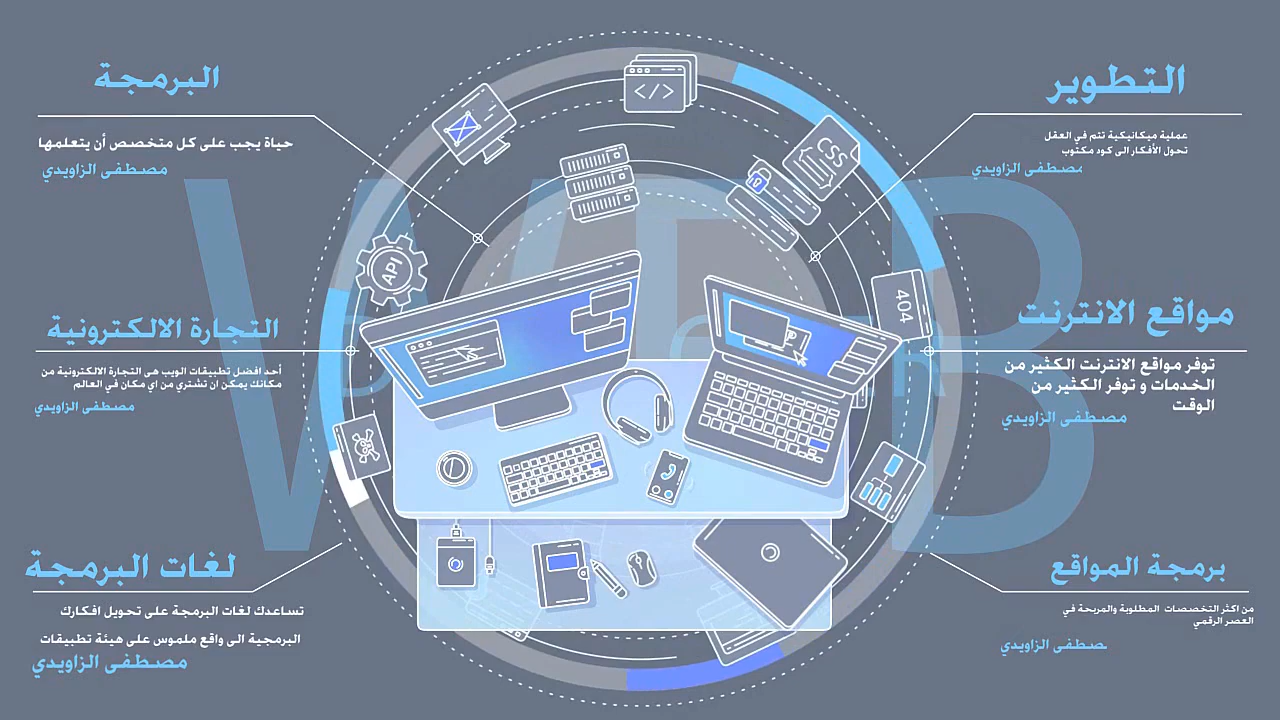 التطوير
عملية ميكانيكية تتم في العقل
تحول الأفكار الى كود مكتوب
مصطفى الزاويدي
البرمجة
حياة يجب على كل متخصص أن يتعلمها
مصطفى الزاويدي
مواقع الانترنت
توفر مواقع الانترنت الكثير من
الخدمات و توفر الكثير من
الوقت
مصطفى الزاويدي
التجارة الالكترونية
أحد افضل تطبيقات الويب هي التجارة الالكترونية من
مكانك يمكن ان تشتري من اي مكان في العالم
مصطفى الزاويدي
برمجة المواقع
من اكثر التخصصات المطلوبة والمربحة في
العصر الرقمي
صطفى الزاويدي
لغات البرمجة
تساعدك لغات البرمجة على تحويل افكارك
البرمجية الى واقع ملموس على هيئة تطبيقات
مصطفى الزاويدي
WEB
</>
CSS
API
404